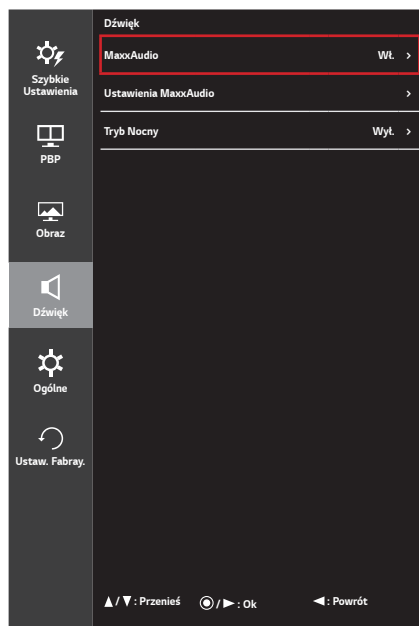 Dźwięk
MaxxAudio Wł.
Ustawienia MaxxAudio
Tryb Nocny Wył.
Szybkie
Ustawienia
PBP
Obraz
Dźwięk
Ogólne
Ustaw. Fabray.
/ : Przenieś / : Ok : Powrót